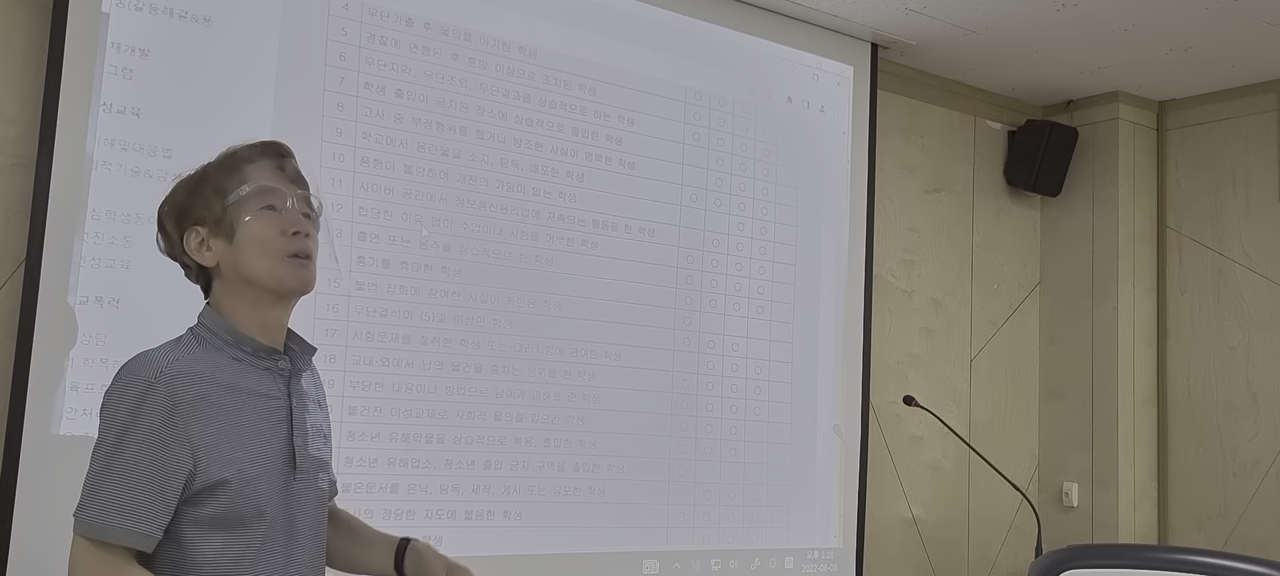 재개발
그럼
성교육
4 무단가출 후 물의를 야기한 학생
5 경찰에 연행된 후 훈방 이상으로 조치된 학생
6 무단지각, 무단조퇴, 무단결과를 상습적으로 하는 학생
7 학생 출입이 금지된 장소에 상습적으로 출입한 학생
8 고사 중 부정행위를 했거나 방조한 사실이 명백한 학생
9 학교에서 음란물을 소지, 탐독, 배포한 학생
10 품행이 불량하여 개전의 가망이 없는 학생
11 사이버 공간에서 정보통신윤리법에 저촉되는 행동을 한 학생
12 합당한 이유 없이 수업이나 시험을 거부한 학생
3 흡연 또는 음주를 상습적으로 한 학생
흉기를 휴대한 학생
15 불법 집회에 참여한 사실이 확인된 학생
16 무단결석이 (5)일 이상인 학생
17 시험문제를 절취한 학생 또는 대리시험에 관여한 학생
18 교내·외에서 남의 물건을 훔치는 행위를 한 학생
9 부당한 내용이나 방법으로 남에게 피해를 준 학생
불건전 이성교제로 사회적 물의를 일으킨 학생
청소년 유해약물을 상습적으로 복용, 흡입한 학생
청소년 유해업소, 청소년 출입 금지 구역을 출입한 학생
불온문서를 은닉, 탐독, 제작, 게시 또는 유포한 학생
정당한 지도에 불응한 학생
학생
교폭력
상담
오후 3:28
2022-06-08